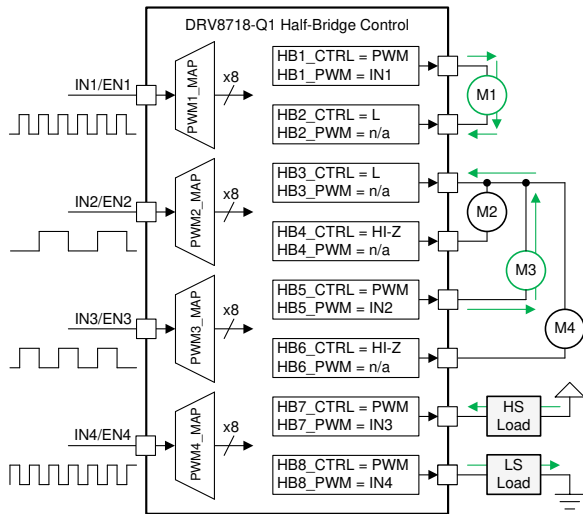 DRV8718-Q1 Half-Bridge Control
IN1/EN1
PWM1_MAP
x8
HB1_CTRL = PWM
HB1_PWM = IN1
M1
HB2_CTRL = L
HB2_PWM = n/a
IN2/EN2
PWM2_MAP
x8
HB3_CTRL = L
HB3_PWM = n/a
M2
HB4_CTRL = HI-Z
HB4_PWM = n/a
M3
IN3/EN3
PWM3_MAP
x8
HB5_CTRL = PWM
HB5_PWM = IN2
M4
HB6_CTRL = HI-Z
HB6_PWM = n/a
IN4/EN4
PWM4_MAP
x8
HB7_CTRL = PWM
HB7_PWM = IN3
HS
Load
HB8_CTRL = PWM
HB8_PWM = IN4
LS
Load